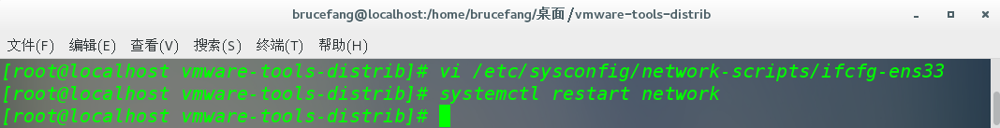 brucefang@localhost:/home/brucefang/桌面/vmware-tools-distrib
文件(F) 编辑(E) 查看(V) 搜索(S) 终端(T) 帮助(H)
[root@localhost vmware-tools-distrib]# vi /etc/sysconfig/network-scripts/ifcfg-ens33
[root@localhost vmware-tools-distrib]# systemctl restart network
[root@localhost vmware-tools-distrib]#